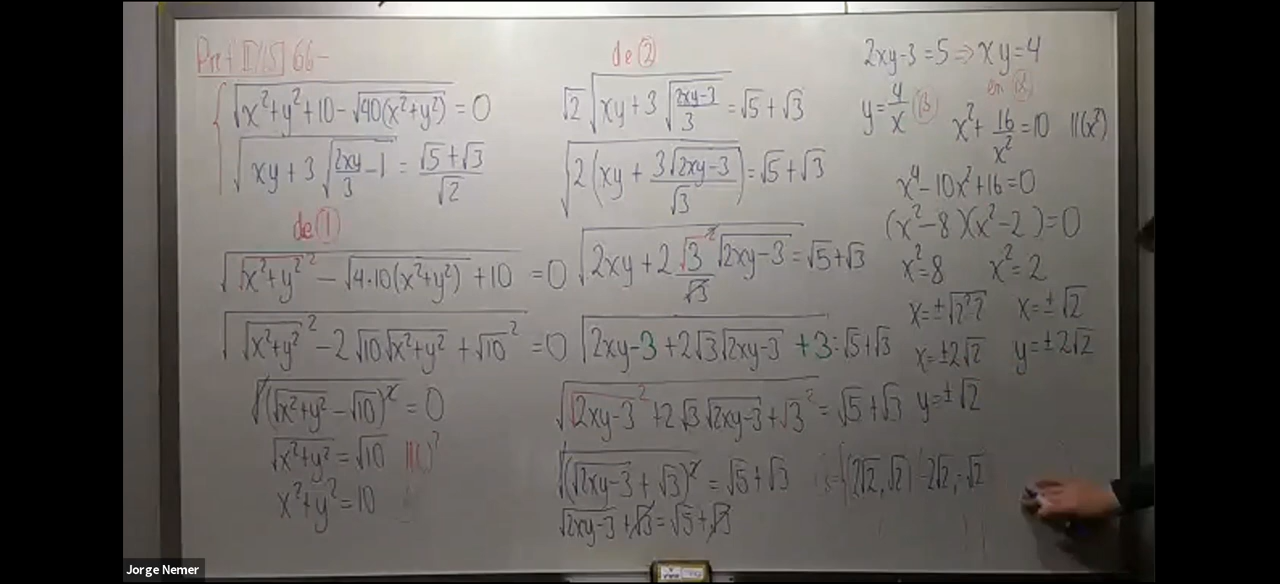 Pre+ II/S] 66-
√(x²+y²+10-√(40(x²+y²))) = 0
√(xy+3√(2xy/3-1)) = (√5+√3)/√2
de ①
√(√(x²+y²)²-√(4·10(x²+y²))+10) = 0
√(√(x²+y²)²-2√10√(x²+y²)+√10²) = 0
√((√(x²+y²)-√10)²) = 0
√(x²+y²) = √10 //( )²
x²+y² = 10
de ②
√2√(xy+3√((2xy-3)/3)) = √5+√3
√(2(xy+3√(2xy-3)/√3)) = √5+√3
√(2xy+2√3²√(2xy-3)/√3) = √5+√3
√(2xy-3+2√3√(2xy-3)+3) = √5+√3
√(√(2xy-3)²+2√3√(2xy-3)+√3²) = √5+√3
√((√(2xy-3)+√3)²) = √5+√3
√(2xy-3)+√3 = √5+√3
2xy-3=5 ⇒ xy=4
y=4/x
en
x²+16/x²=10 //(x²)
x⁴-10x²+16=0
(x²-8)(x²-2)=0
x²=8 x²=2
x=±√(2²2) x=±√2
x=±2√2 y=±2√2
y=±√2
(2√2,√2) -2√2,-√2
Jorge Nemer